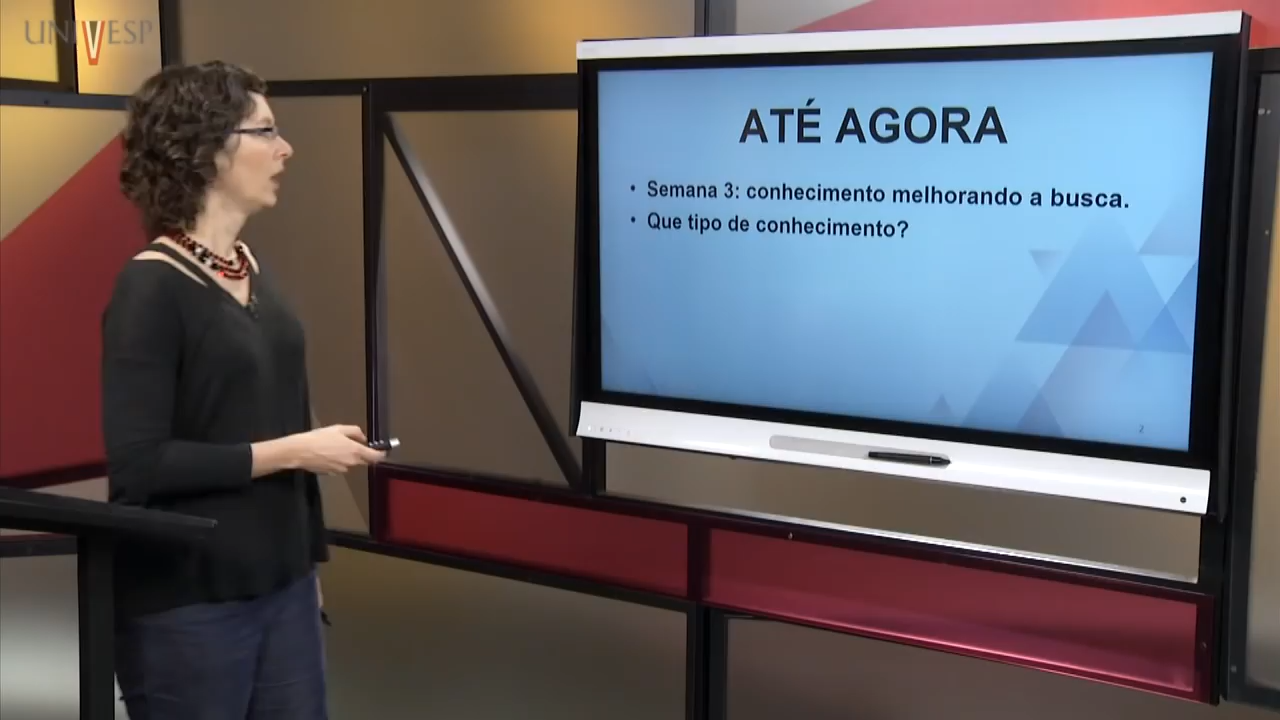 UNIVESP
ATÉ AGORA
• Semana 3: conhecimento melhorando a busca.
• Que tipo de conhecimento?
2